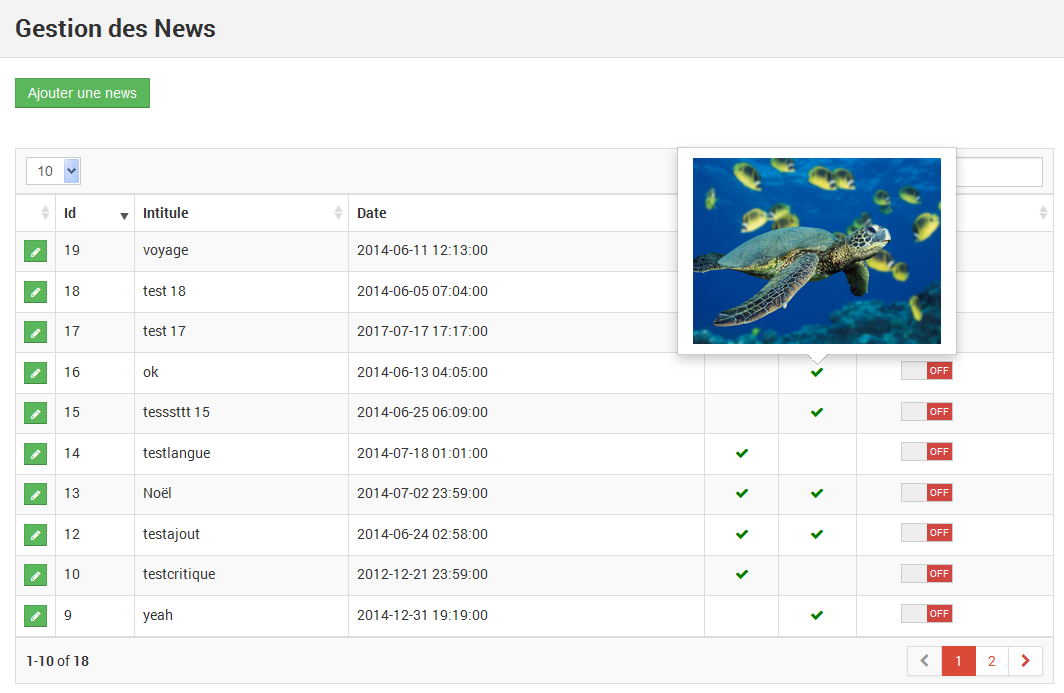 Gestion des News
Ajouter une news
10
Id Intitule Date
19 voyage 2014-06-11 12:13:00
18 test 18 2014-06-05 07:04:00
17 test 17 2017-07-17 17:17:00
16 ok 2014-06-13 04:05:00 OFF
15 tesssttt 15 2014-06-25 06:09:00 OFF
14 testlangue 2014-07-18 01:01:00 OFF
13 Noël 2014-07-02 23:59:00 OFF
12 testajout 2014-06-24 02:58:00 OFF
10 testcritique 2012-12-21 23:59:00 OFF
9 yeah 2014-12-31 19:19:00 OFF
1-10 of 18 1 2